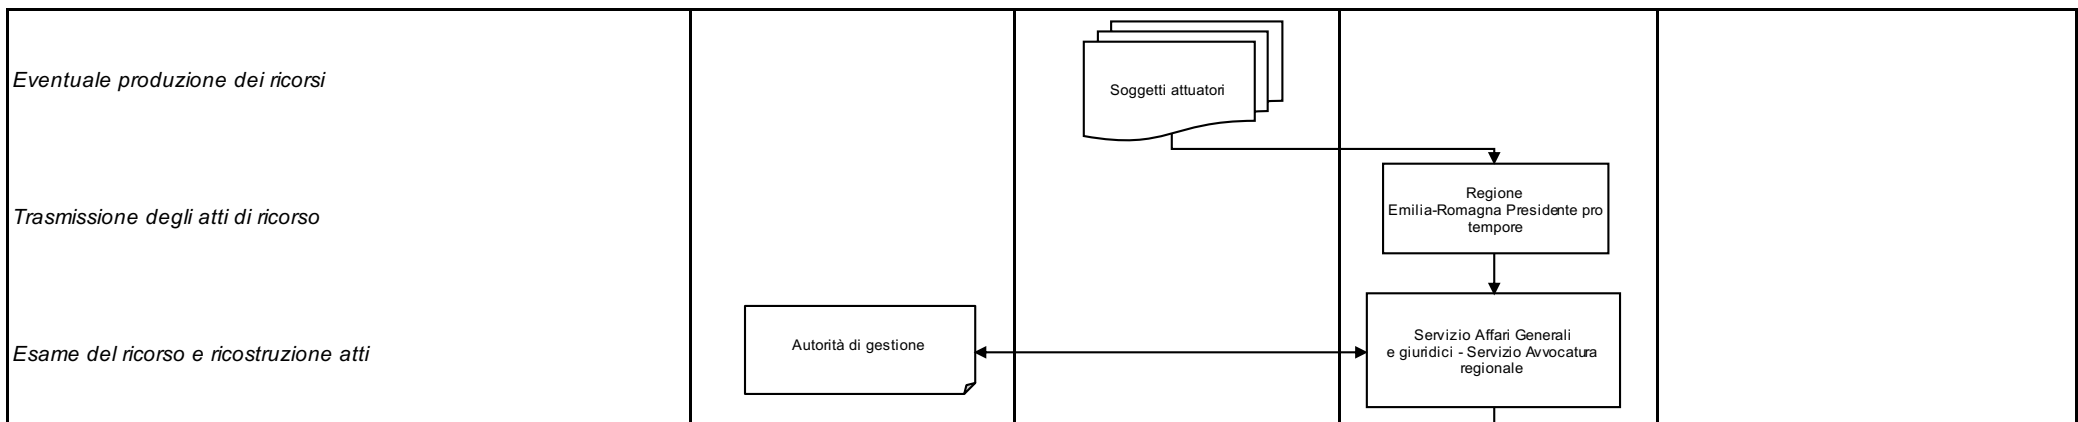 Eventuale produzione dei ricorsi
Soggetti attuatori
Trasmissione degli atti di ricorso
Regione
Emilia-Romagna Presidente pro
tempore
Esame del ricorso e ricostruzione atti
Autorità di gestione
Servizio Affari Generali
e giuridici - Servizio Avvocatura
regionale